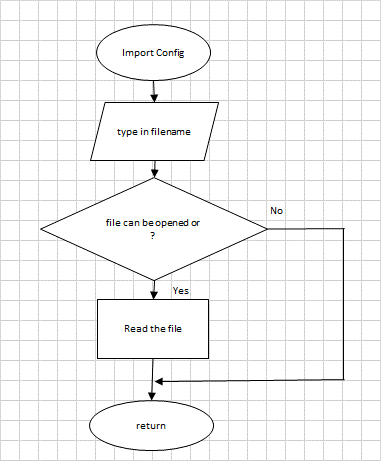 Import Config
type in filename
file can be opened or
?
No
Yes
Read the file
return